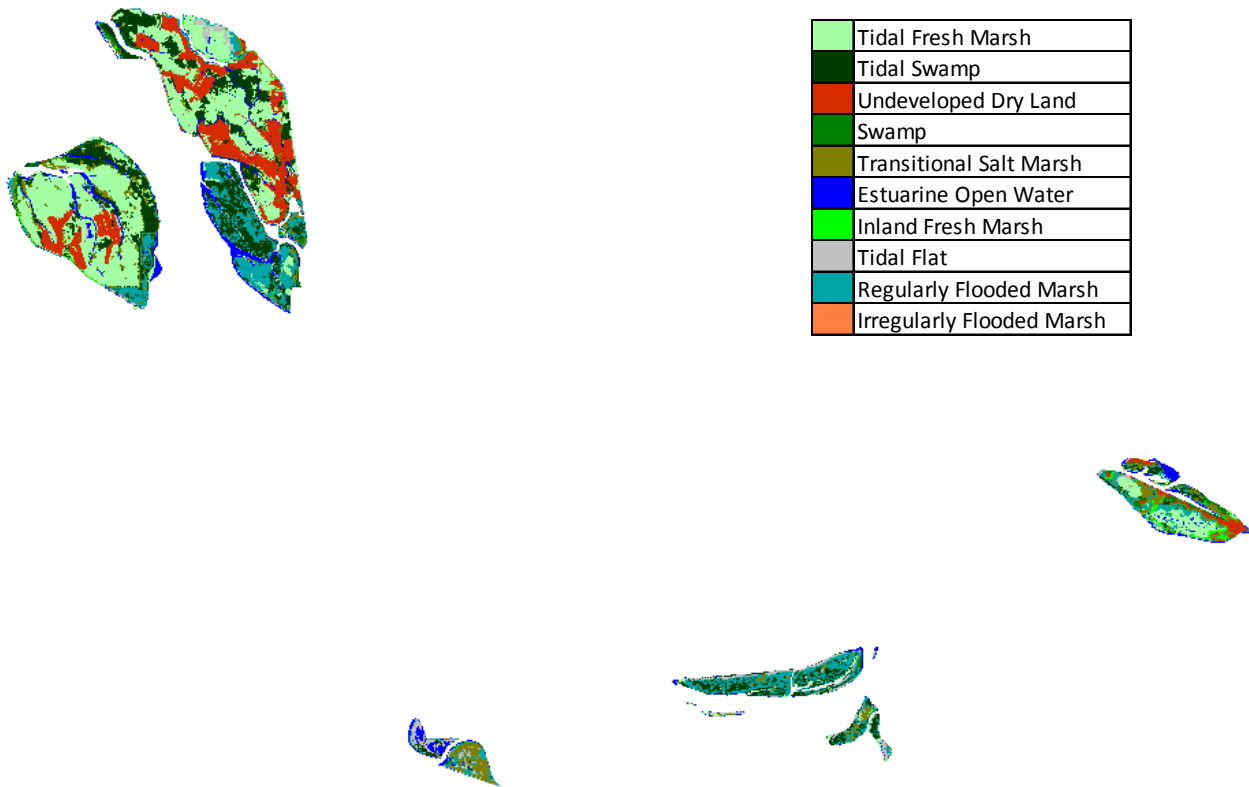 Tidal Fresh Marsh
Tidal Swamp
Undeveloped Dry Land
Swamp
Transitional Salt Marsh
Estuarine Open Water
Inland Fresh Marsh
Tidal Flat
Regularly Flooded Marsh
Irregularly Flooded Marsh